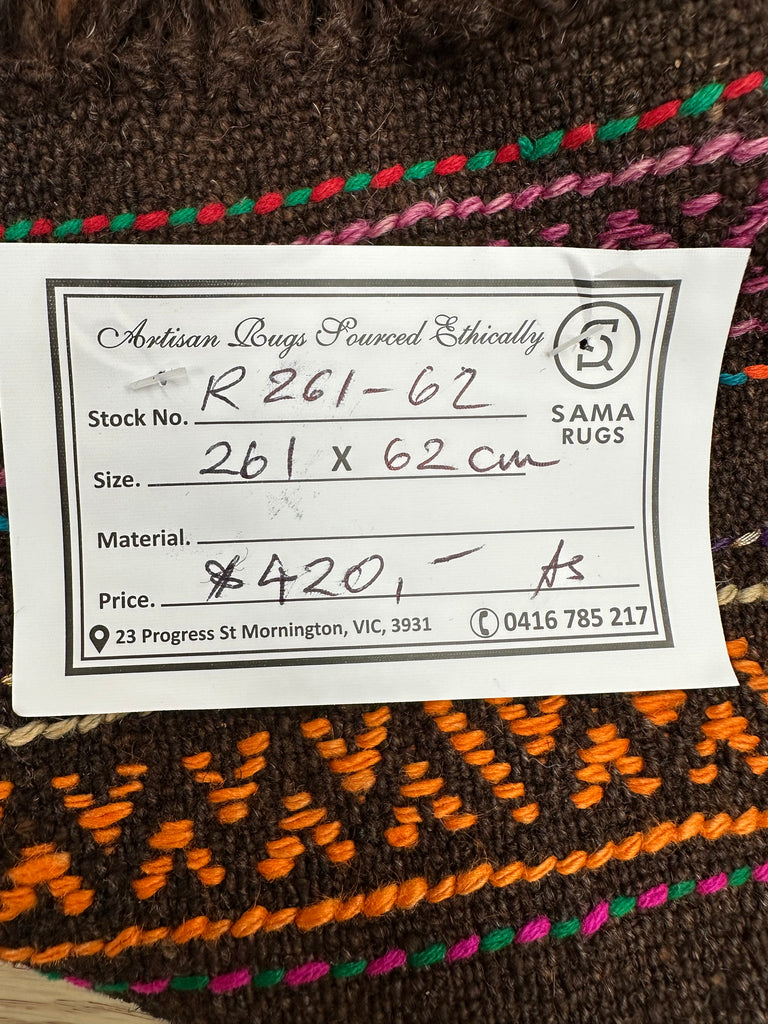 Artisan Rugs Sourced Ethically
Stock No. R 261-62
SAMA
RUGS
Size. 261 x 62 cm
Material.
Price. $420,- As
23 Progress St Mornington, VIC, 3931
0416 785 217